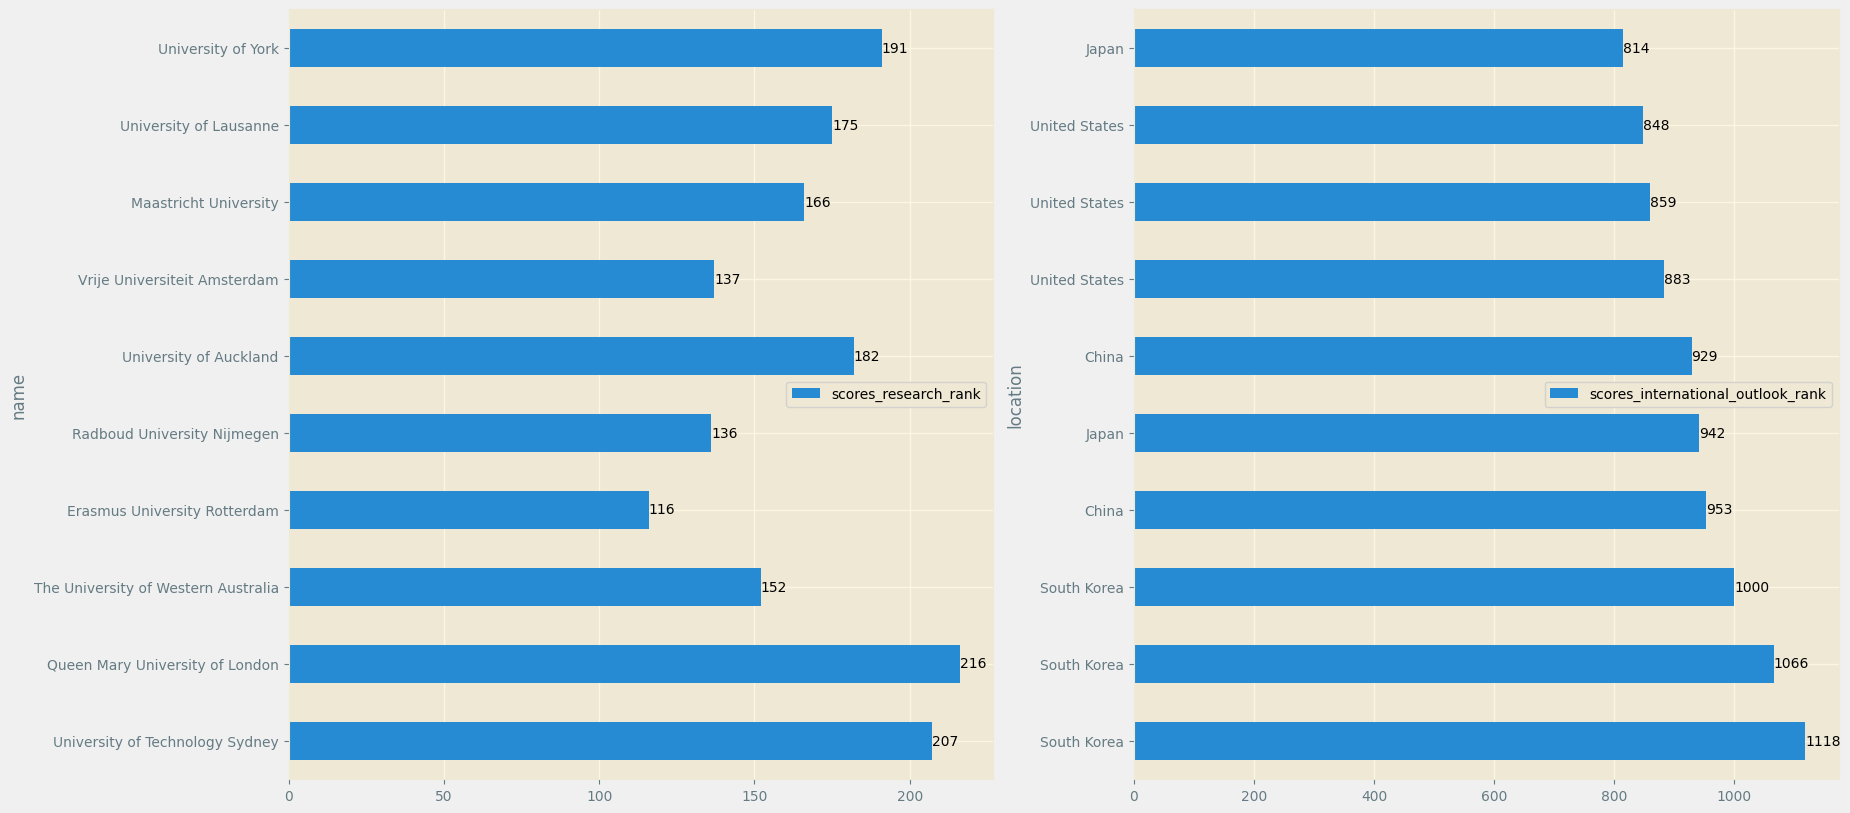 name
University of York 191
University of Lausanne 175
Maastricht University 166
Vrije Universiteit Amsterdam 137
University of Auckland 182
Radboud University Nijmegen 136
Erasmus University Rotterdam 116
The University of Western Australia 152
Queen Mary University of London 216
University of Technology Sydney 207
0 50 100 150 200
scores_research_rank
location
Japan 814
United States 848
United States 859
United States 883
China 929
Japan 942
China 953
South Korea 1000
South Korea 1066
South Korea 1118
0 200 400 600 800 1000
scores_international_outlook_rank